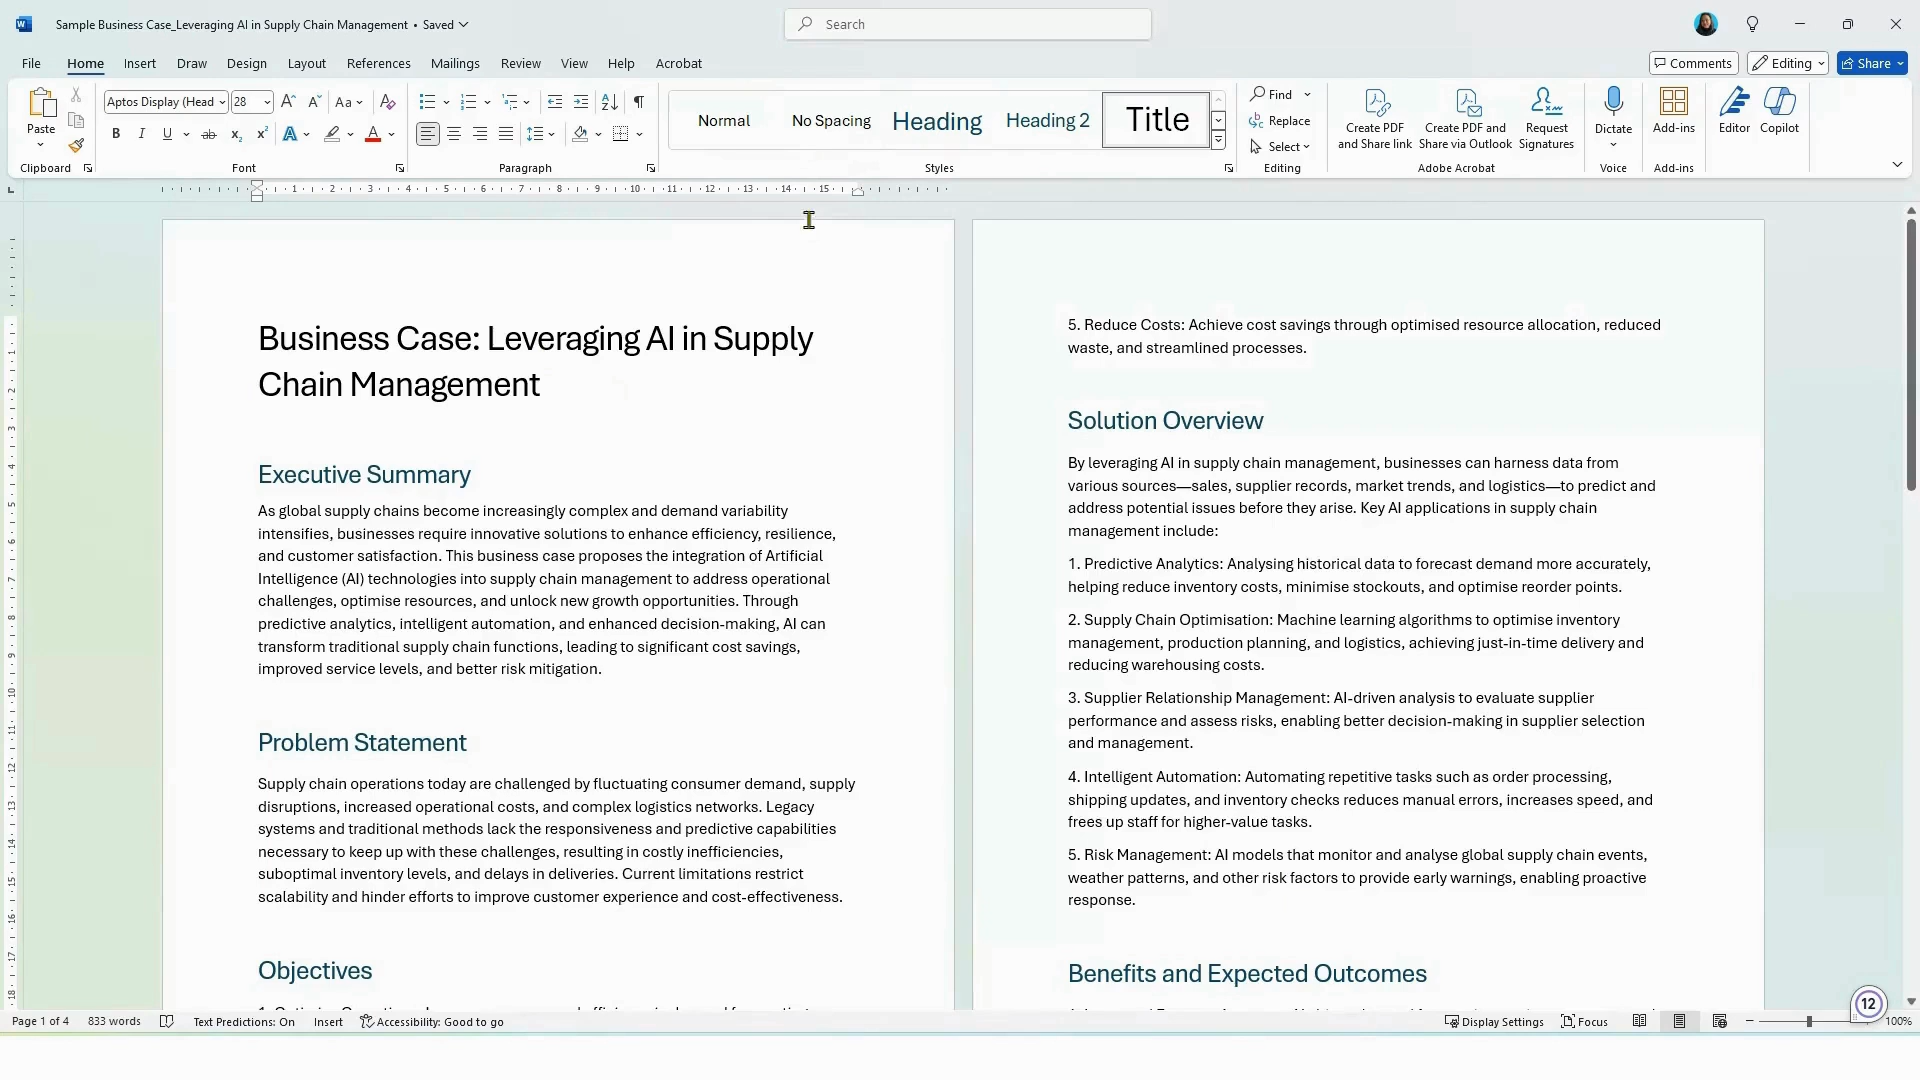 Sample Business Case_Leveraging AI in Supply Chain Management • Saved
Search
File Home Insert Draw Design Layout References Mailings Review View Help Acrobat
Comments Editing Share
Paste
Aptos Display (Head 28
Normal No Spacing Heading Heading 2 Title
Find
Replace
Select
Create PDF and Share link
Create PDF and Share via Outlook
Request Signatures
Dictate
Add-ins
Editor
Copilot
Clipboard Font Paragraph Styles Editing Adobe Acrobat Voice Add-ins
1 2 3 4 5 6 7 8 9 10 11 12 13 14 15
Business Case: Leveraging AI in Supply
Chain Management
Executive Summary
As global supply chains become increasingly complex and demand variability
intensifies, businesses require innovative solutions to enhance efficiency, resilience,
and customer satisfaction. This business case proposes the integration of Artificial
Intelligence (AI) technologies into supply chain management to address operational
challenges, optimise resources, and unlock new growth opportunities. Through
predictive analytics, intelligent automation, and enhanced decision-making, AI can
transform traditional supply chain functions, leading to significant cost savings,
improved service levels, and better risk mitigation.
Problem Statement
Supply chain operations today are challenged by fluctuating consumer demand, supply
disruptions, increased operational costs, and complex logistics networks. Legacy
systems and traditional methods lack the responsiveness and predictive capabilities
necessary to keep up with these challenges, resulting in costly inefficiencies,
suboptimal inventory levels, and delays in deliveries. Current limitations restrict
scalability and hinder efforts to improve customer experience and cost-effectiveness.
Objectives
5. Reduce Costs: Achieve cost savings through optimised resource allocation, reduced
waste, and streamlined processes.
Solution Overview
By leveraging AI in supply chain management, businesses can harness data from
various sources—sales, supplier records, market trends, and logistics—to predict and
address potential issues before they arise. Key AI applications in supply chain
management include:
1. Predictive Analytics: Analysing historical data to forecast demand more accurately,
helping reduce inventory costs, minimise stockouts, and optimise reorder points.
2. Supply Chain Optimisation: Machine learning algorithms to optimise inventory
management, production planning, and logistics, achieving just-in-time delivery and
reducing warehousing costs.
3. Supplier Relationship Management: AI-driven analysis to evaluate supplier
performance and assess risks, enabling better decision-making in supplier selection
and management.
4. Intelligent Automation: Automating repetitive tasks such as order processing,
shipping updates, and inventory checks reduces manual errors, increases speed, and
frees up staff for higher-value tasks.
5. Risk Management: AI models that monitor and analyse global supply chain events,
weather patterns, and other risk factors to provide early warnings, enabling proactive
response.
Benefits and Expected Outcomes
12
Page 1 of 4 833 words Text Predictions: On Insert Accessibility: Good to go Display Settings Focus 100%